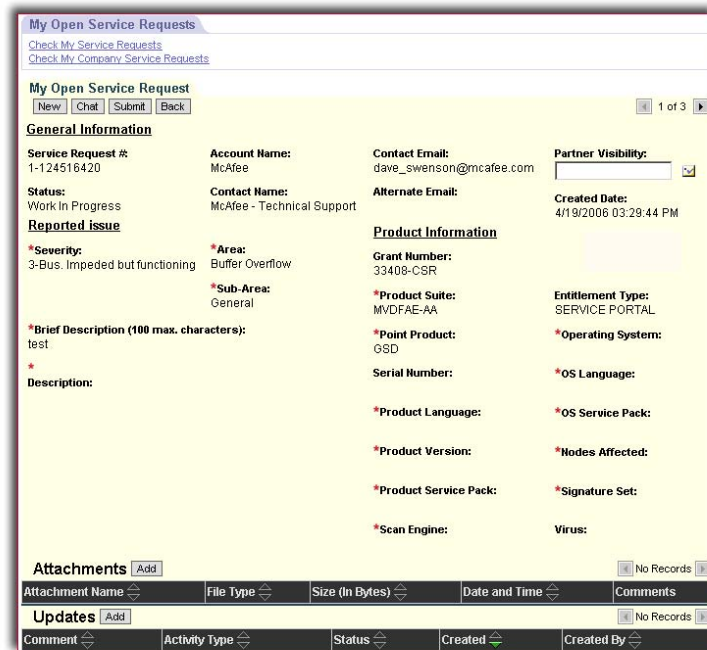 My Open Service Requests
Check My Service Requests
Check My Company Service Requests
My Open Service Request
New Chat Submit Back 1 of 3
General Information
Service Request #: Account Name: Contact Email: Partner Visibility:
1-124516420 McAfee dave_swenson@mcafee.com
Status: Contact Name: Alternate Email: Created Date:
Work In Progress McAfee - Technical Support 4/19/2006 03:29:44 PM
Reported issue Product Information
*Severity: *Area: Grant Number:
3-Bus. Impeded but functioning Buffer Overflow 33408-CSR
*Sub-Area: *Product Suite: Entitlement Type:
General MVDFAE-AA SERVICE PORTAL
*Brief Description (100 max. characters): *Point Product: *Operating System:
test GSD
*
Description: Serial Number: *OS Language:
*Product Language: *OS Service Pack:
*Product Version: *Nodes Affected:
*Product Service Pack: *Signature Set:
*Scan Engine: Virus:
Attachments Add No Records
Attachment Name File Type Size (In Bytes) Date and Time Comments
Updates Add No Records
Comment Activity Type Status Created Created By